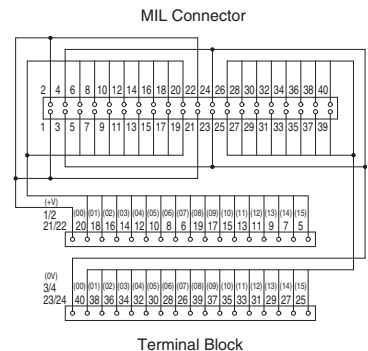 MIL Connector
2 4 6 8 10 12 14 16 18 20 22 24 26 28 30 32 34 36 38 40
1 3 5 7 9 11 13 15 17 19 21 23 25 27 29 31 33 35 37 39
(+V)
1/2 (00) (01) (02) (03) (04) (05) (06) (07) (08) (19) (10) (11) (12) (13) (14) (15)
21/22 20 18 16 14 12 10 8 6 19 17 15 13 11 9 7 5
(0V)
3/4 (00) (01) (02) (03) (04) (05) (06) (07) (08) (19) (10) (11) (12) (13) (14) (15)
23/24 40 38 36 34 32 30 28 26 39 37 35 33 31 29 27 25
Terminal Block